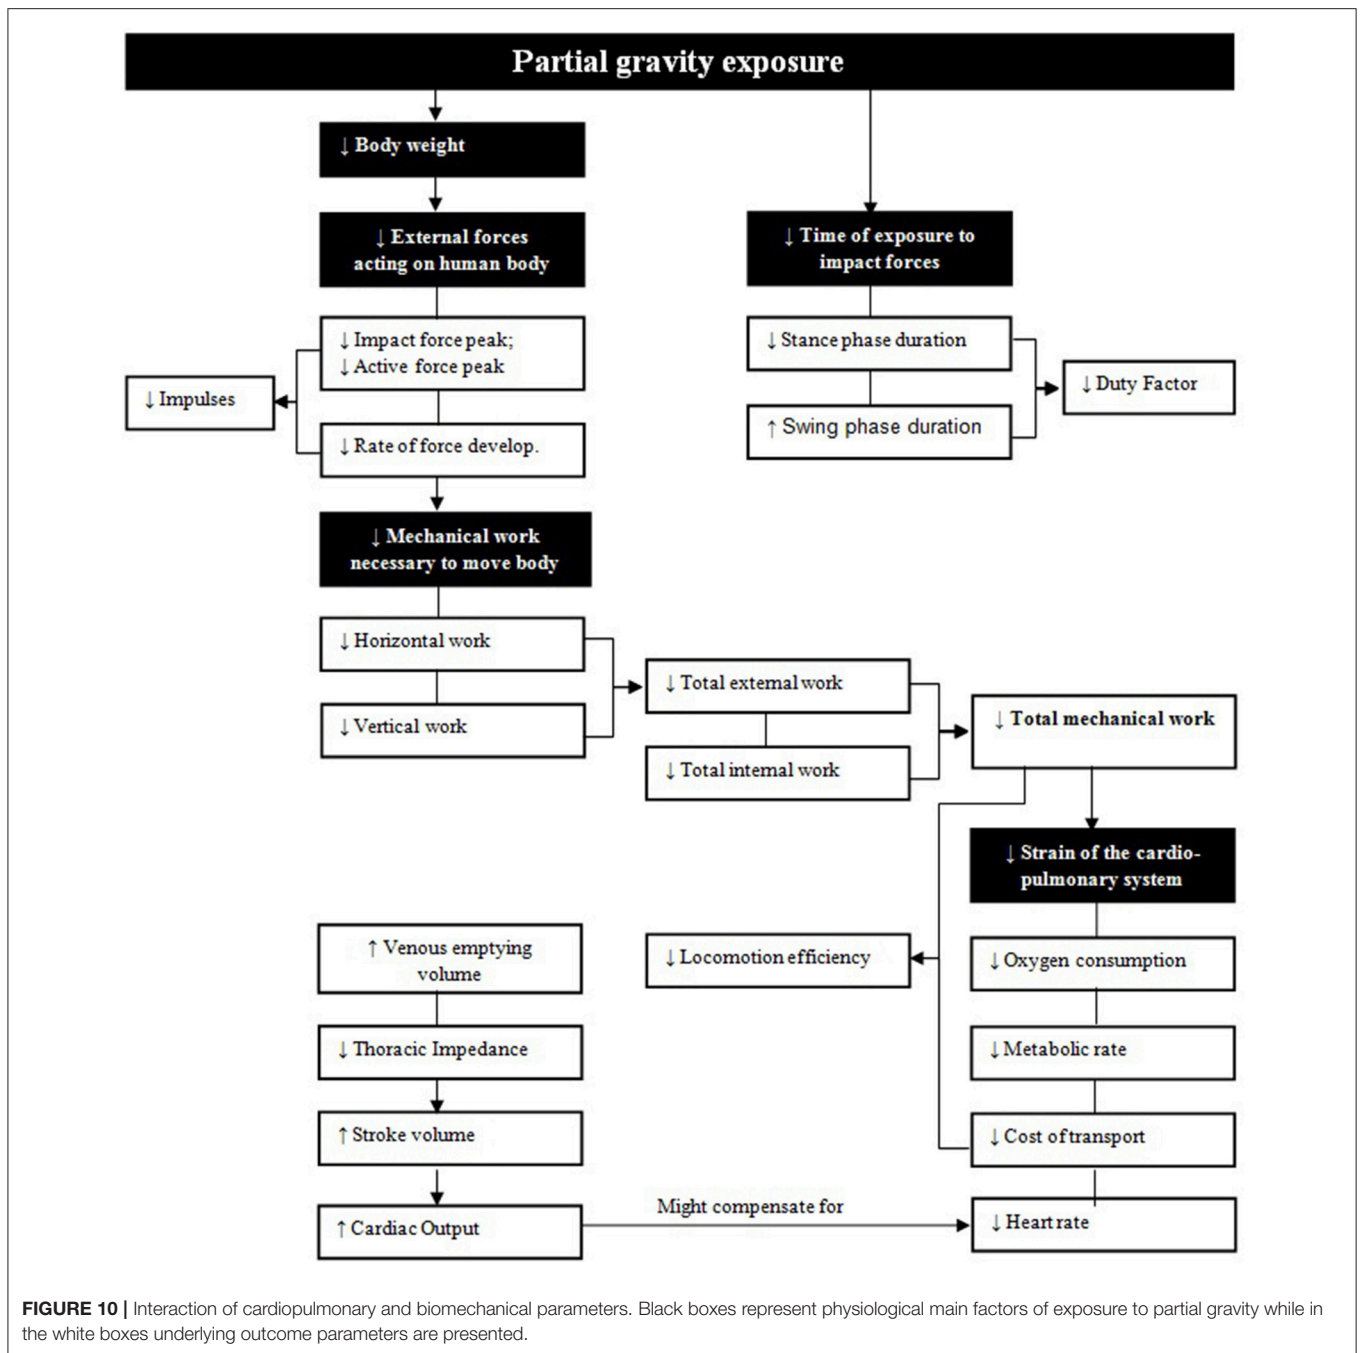 Partial gravity exposure
↓ Body weight
↓ External forces
acting on human body
↓ Time of exposure to
impact forces
↓ Impact force peak;
↓ Active force peak
↓ Impulses
↓ Rate of force develop.
↓ Stance phase duration
↑ Swing phase duration
↓ Duty Factor
↓ Mechanical work
necessary to move body
↓ Horizontal work
↓ Vertical work
↓ Total external work
↓ Total internal work
↓ Total mechanical work
↓ Strain of the cardio-
pulmonary system
↑ Venous emptying
volume
↓ Locomotion efficiency
↓ Oxygen consumption
↓ Thoracic Impedance
↓ Metabolic rate
↑ Stroke volume
↓ Cost of transport
↑ Cardiac Output
Might compensate for
↓ Heart rate
FIGURE 10 | Interaction of cardiopulmonary and biomechanical parameters. Black boxes represent physiological main factors of exposure to partial gravity while in
the white boxes underlying outcome parameters are presented.